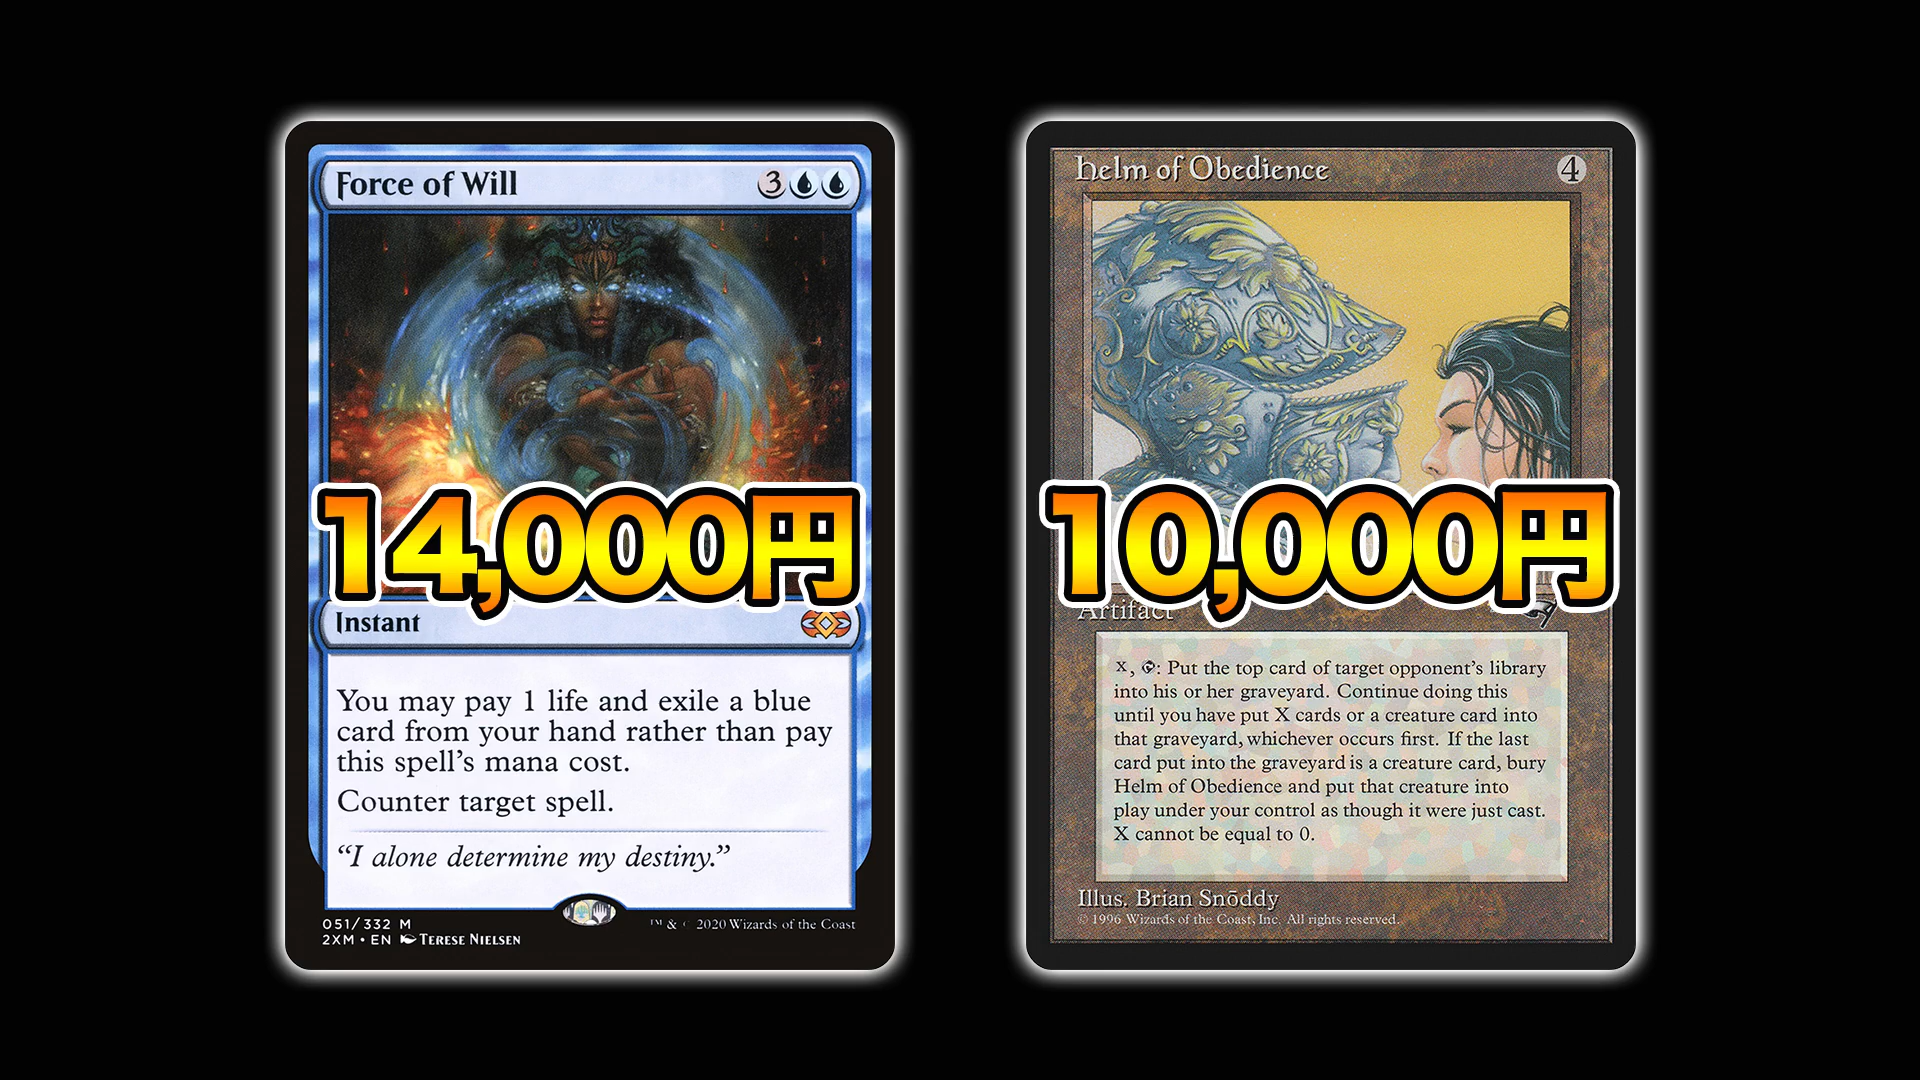 Force of Will 3
14,000円
Instant
You may pay 1 life and exile a blue
card from your hand rather than pay
this spell's mana cost.
Counter target spell.
“I alone determine my destiny.”
051/332 M
2XM • EN Terese Nielsen
™ & © 2020 Wizards of the Coast
Helm of Obedience 4
10,000円
Artifact
X, : Put the top card of target opponent's library
into his or her graveyard. Continue doing this
until you have put X cards or a creature card into
that graveyard, whichever occurs first. If the last
card put into the graveyard is a creature card, bury
Helm of Obedience and put that creature into
play under your control as though it were just cast.
X cannot be equal to 0.
Illus. Brian Snōddy
© 1996 Wizards of the Coast, Inc. All rights reserved.